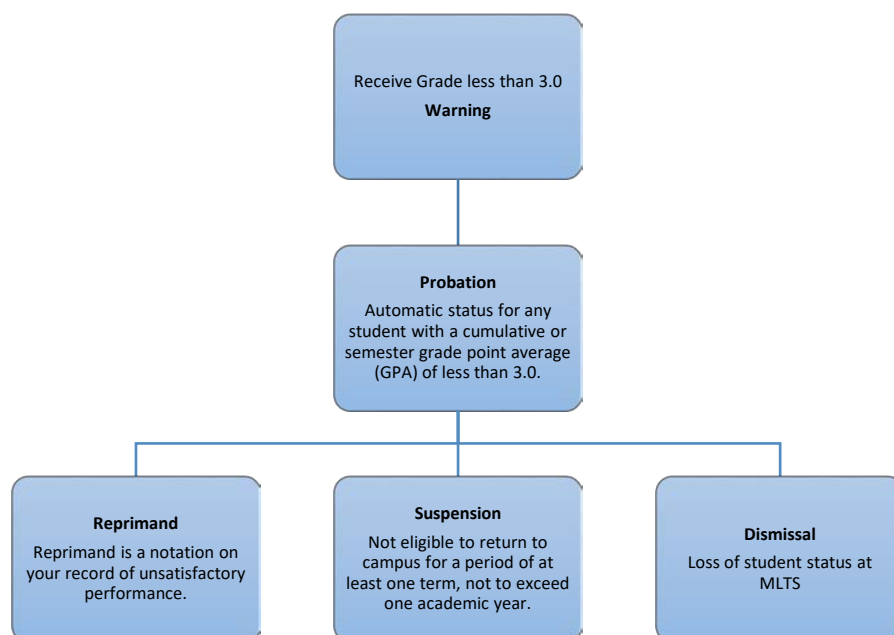 Receive Grade less than 3.0
Warning
Probation
Automatic status for any
student with a cumulative or
semester grade point average
(GPA) of less than 3.0.
Reprimand
Reprimand is a notation on
your record of unsatisfactory
performance.
Suspension
Not eligible to return to
campus for a period of at
least one term, not to exceed
one academic year.
Dismissal
Loss of student status at
MLTS